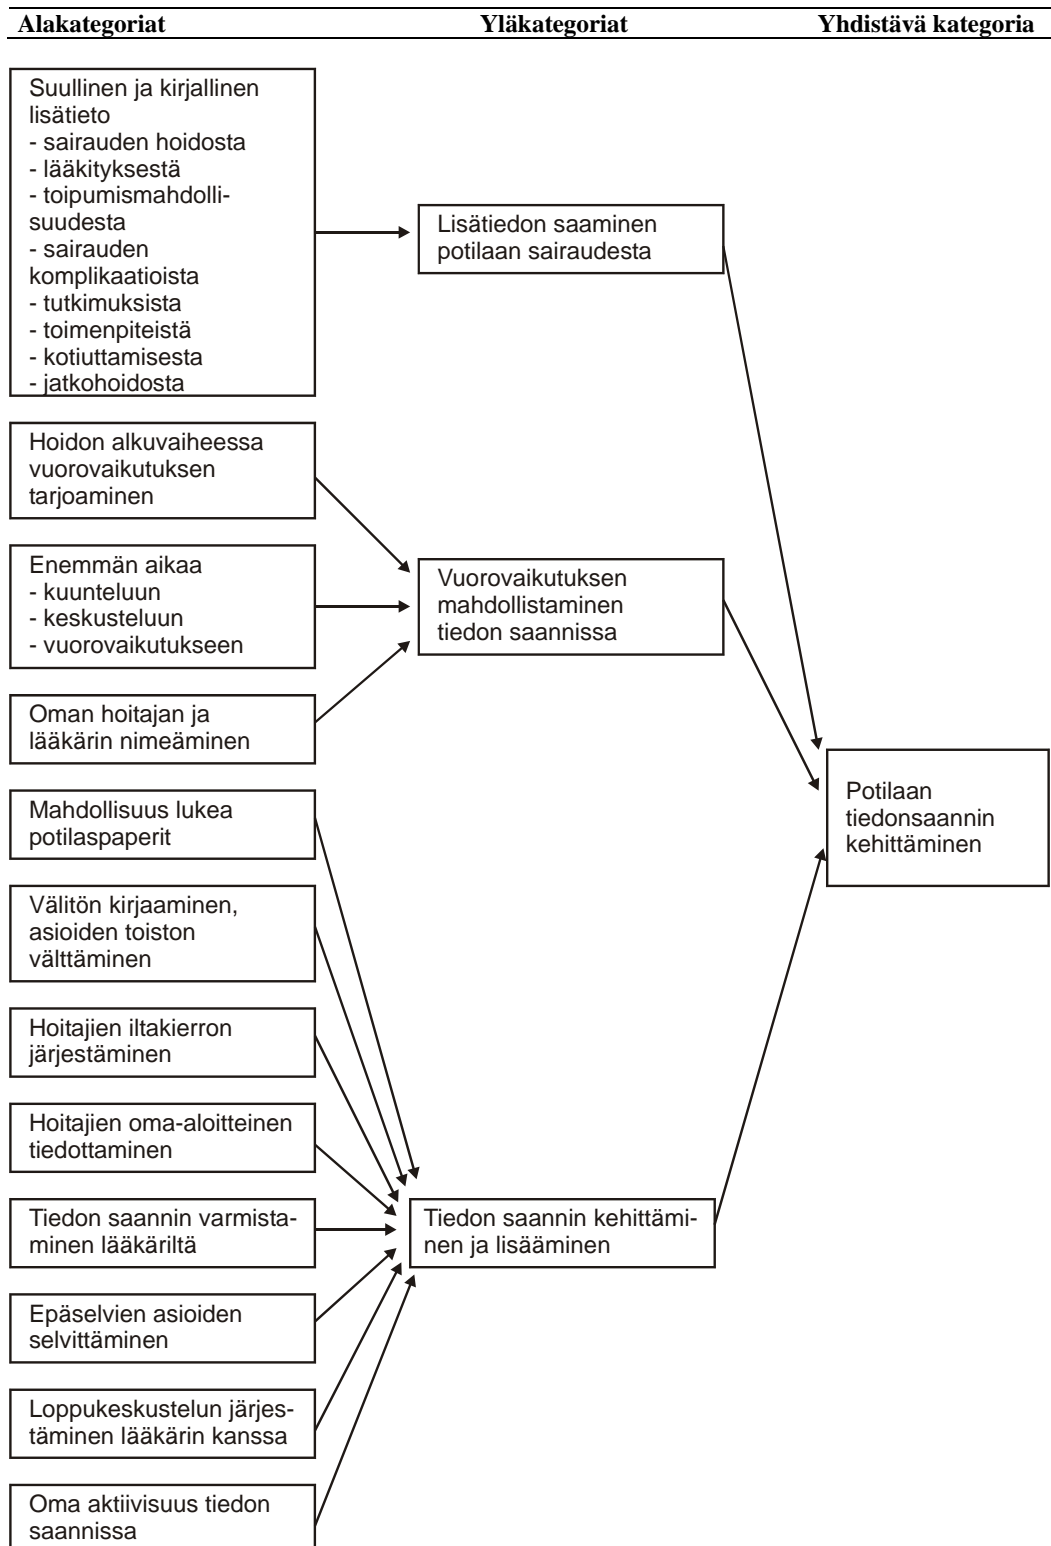 Alakategoriat Yläkategoriat Yhdistävä kategoria
Suullinen ja kirjallinen
lisätieto
- sairauden hoidosta
- lääkityksestä
- toipumismahdolli-
suudesta
- sairauden
komplikaatioista
- tutkimuksista
- toimenpiteistä
- kotiuttamisesta
- jatkohoidosta
Lisätiedon saaminen
potilaan sairaudesta
Hoidon alkuvaiheessa
vuorovaikutuksen
tarjoaminen
Enemmän aikaa
- kuunteluun
- keskusteluun
- vuorovaikutukseen
Vuorovaikutuksen
mahdollistaminen
tiedon saannissa
Oman hoitajan ja
lääkärin nimeäminen
Potilaan
tiedonsaannin
kehittäminen
Mahdollisuus lukea
potilaspaperit
Välitön kirjaaminen,
asioiden toiston
välttäminen
Hoitajien iltakierron
järjestäminen
Hoitajien oma-aloitteinen
tiedottaminen
Tiedon saannin varmista-
minen lääkäriltä
Tiedon saannin kehittämi-
nen ja lisääminen
Epäselvien asioiden
selvittäminen
Loppukeskustelun järjes-
täminen lääkärin kanssa
Oma aktiivisuus tiedon
saannissa